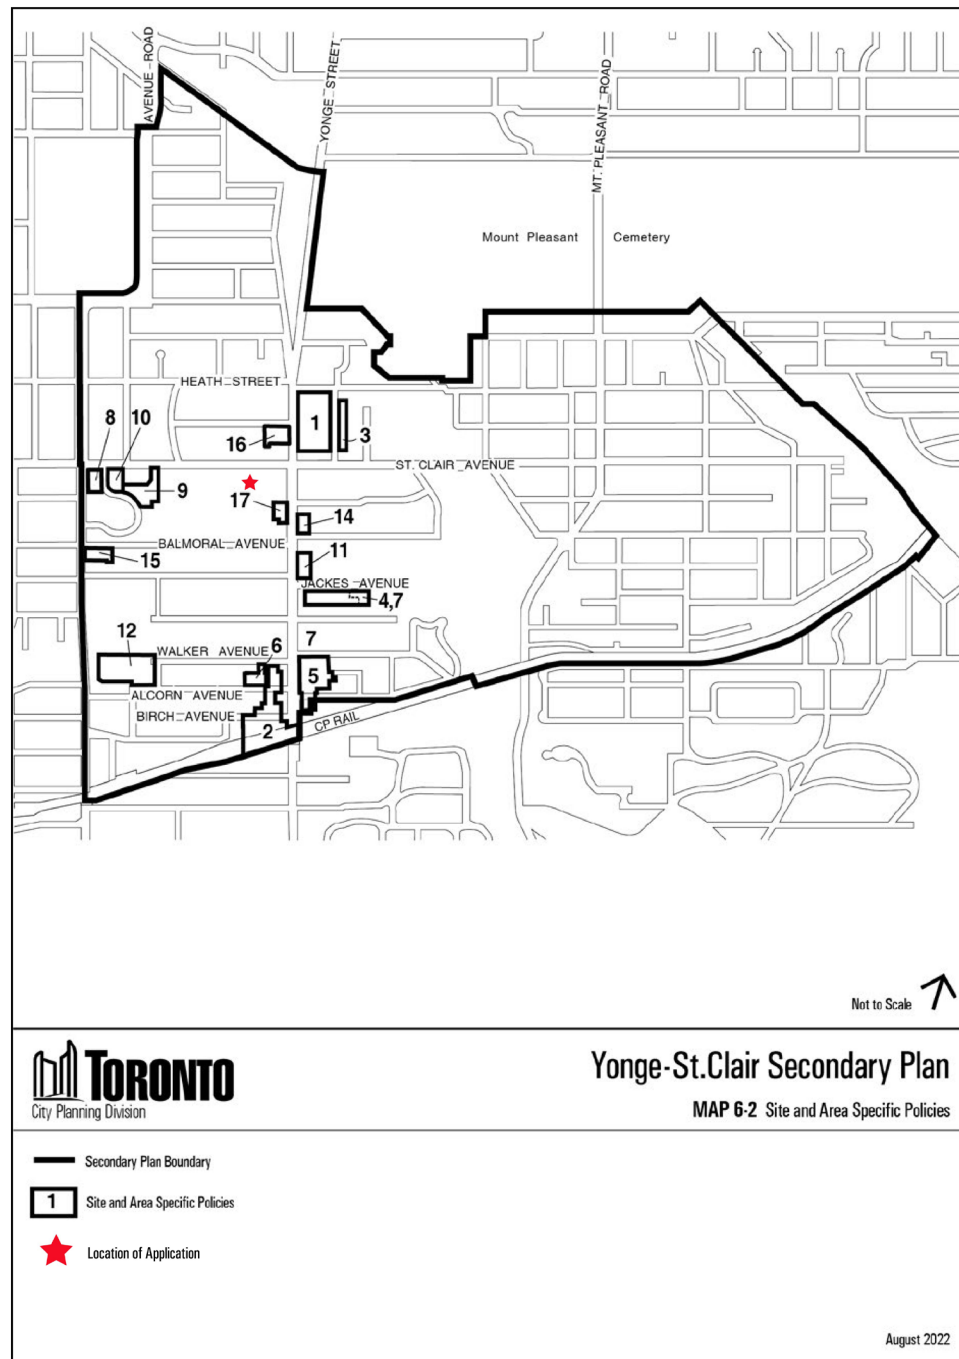 AVENUE ROAD
YONGE STREET
MT. PLEASANT ROAD
Mount Pleasant Cemetery
HEATH STREET
1
8
10
16
3
ST. CLAIR AVENUE
9
17
14
BALMORAL AVENUE
11
15
JACKES AVENUE
4,7
12
7
WALKER AVENUE
6
5
ALCORN AVENUE
BIRCH AVENUE
2
CP RAIL
Not to Scale
TORONTO
City Planning Division
Yonge-St.Clair Secondary Plan
MAP 6-2 Site and Area Specific Policies
Secondary Plan Boundary
1 Site and Area Specific Policies
Location of Application
August 2022